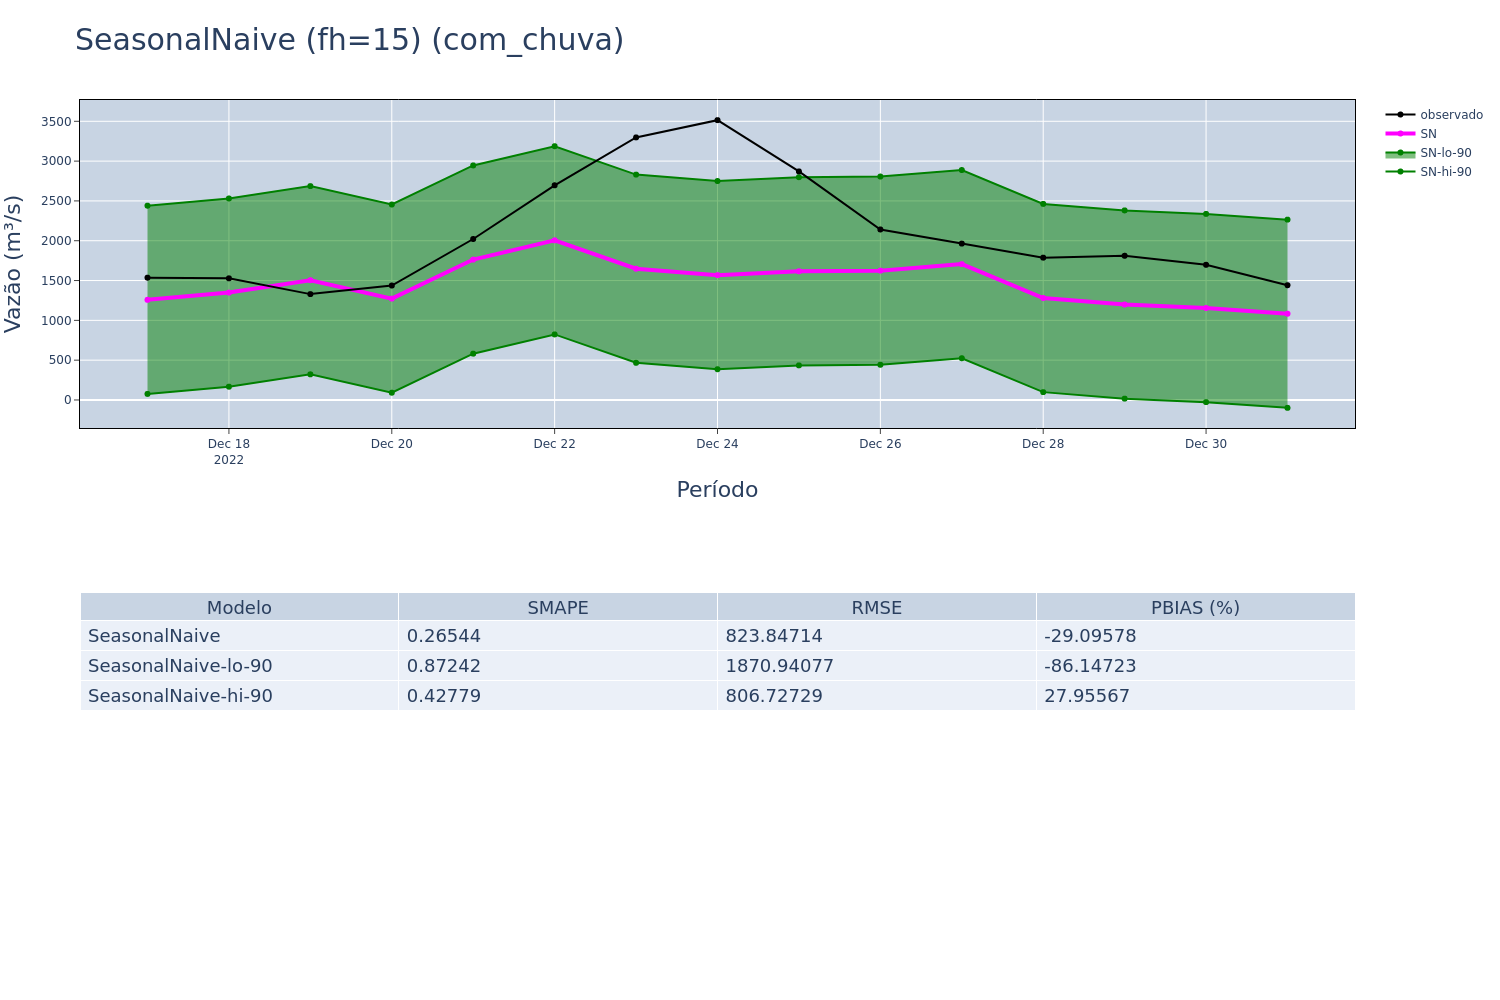 SeasonalNaive (fh=15) (com_chuva)
Vazão (m³/s)
3500
3000
2500
2000
1500
1000
500
0
Dec 18
2022
Dec 20
Dec 22
Dec 24
Dec 26
Dec 28
Dec 30
Período
observado
SN
SN-lo-90
SN-hi-90
Modelo SMAPE RMSE PBIAS (%)
SeasonalNaive 0.26544 823.84714 -29.09578
SeasonalNaive-lo-90 0.87242 1870.94077 -86.14723
SeasonalNaive-hi-90 0.42779 806.72729 27.95567